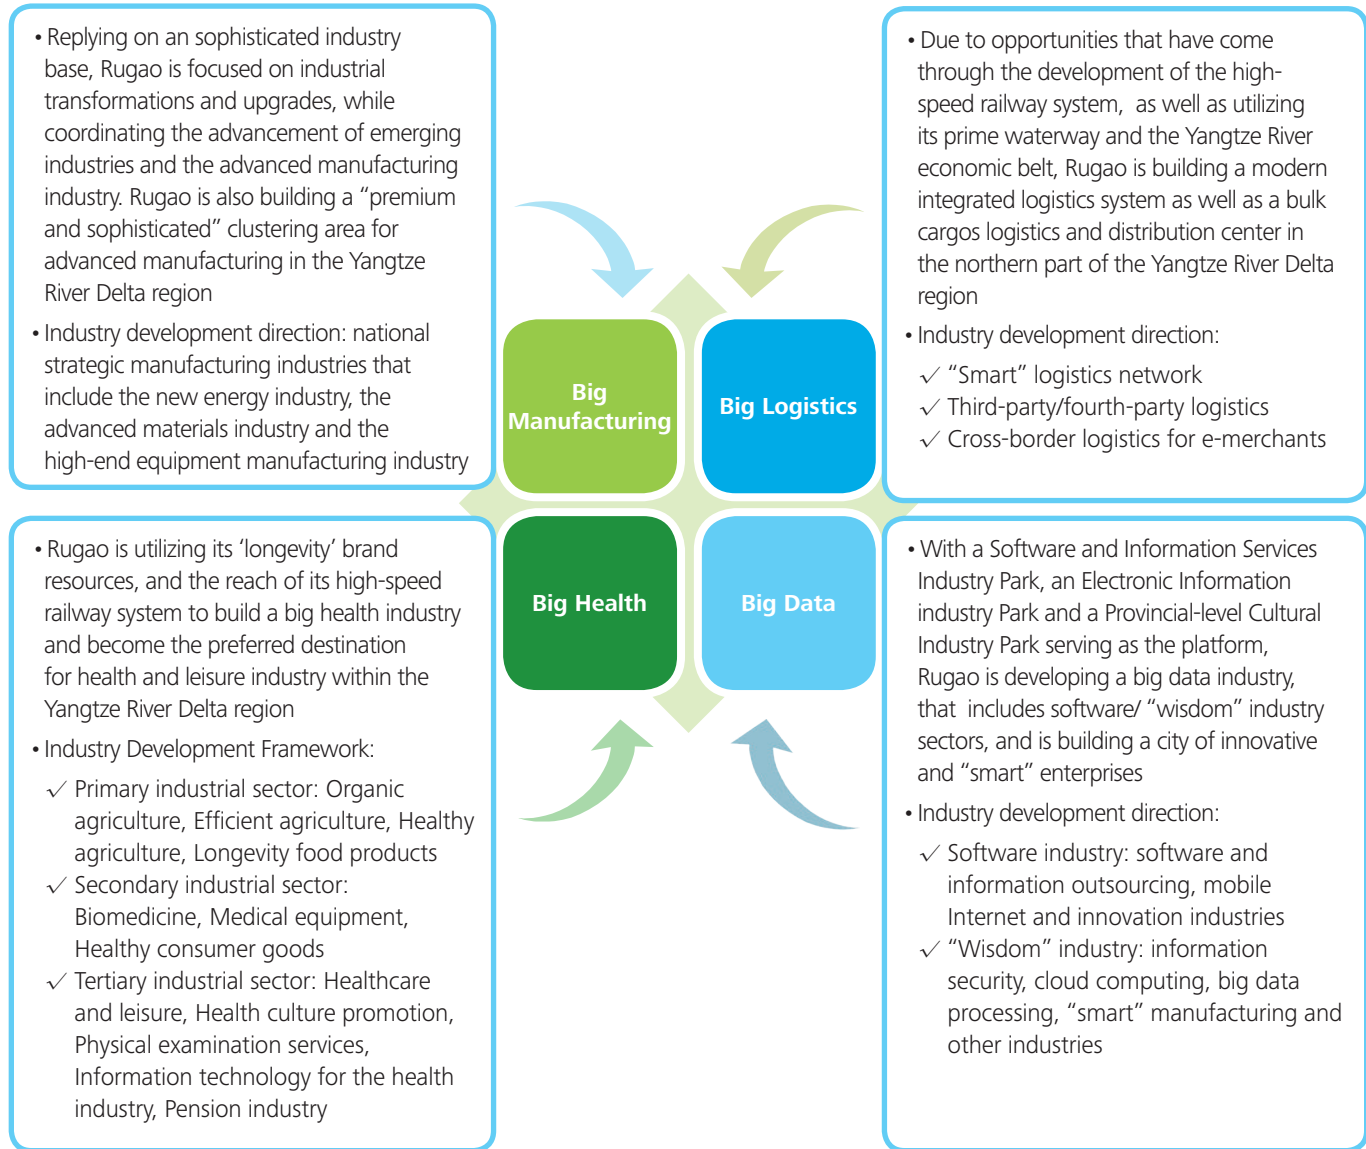 • Replying on an sophisticated industry
base, Rugao is focused on industrial
transformations and upgrades, while
coordinating the advancement of emerging
industries and the advanced manufacturing
industry. Rugao is also building a “premium
and sophisticated” clustering area for
advanced manufacturing in the Yangtze
River Delta region
• Industry development direction: national
strategic manufacturing industries that
include the new energy industry, the
advanced materials industry and the
high-end equipment manufacturing industry
• Due to opportunities that have come
through the development of the high-
speed railway system, as well as utilizing
its prime waterway and the Yangtze River
economic belt, Rugao is building a modern
integrated logistics system as well as a bulk
cargos logistics and distribution center in
the northern part of the Yangtze River Delta
region
• Industry development direction:
✓ “Smart” logistics network
✓ Third-party/fourth-party logistics
✓ Cross-border logistics for e-merchants
Big
Manufacturing
Big Logistics
Big Health
Big Data
• Rugao is utilizing its ‘longevity’ brand
resources, and the reach of its high-speed
railway system to build a big health industry
and become the preferred destination
for health and leisure industry within the
Yangtze River Delta region
• Industry Development Framework:
✓ Primary industrial sector: Organic
agriculture, Efficient agriculture, Healthy
agriculture, Longevity food products
✓ Secondary industrial sector:
Biomedicine, Medical equipment,
Healthy consumer goods
✓ Tertiary industrial sector: Healthcare
and leisure, Health culture promotion,
Physical examination services,
Information technology for the health
industry, Pension industry
• With a Software and Information Services
Industry Park, an Electronic Information
industry Park and a Provincial-level Cultural
Industry Park serving as the platform,
Rugao is developing a big data industry,
that includes software/ “wisdom” industry
sectors, and is building a city of innovative
and “smart” enterprises
• Industry development direction:
✓ Software industry: software and
information outsourcing, mobile
Internet and innovation industries
✓ “Wisdom” industry: information
security, cloud computing, big data
processing, “smart” manufacturing and
other industries